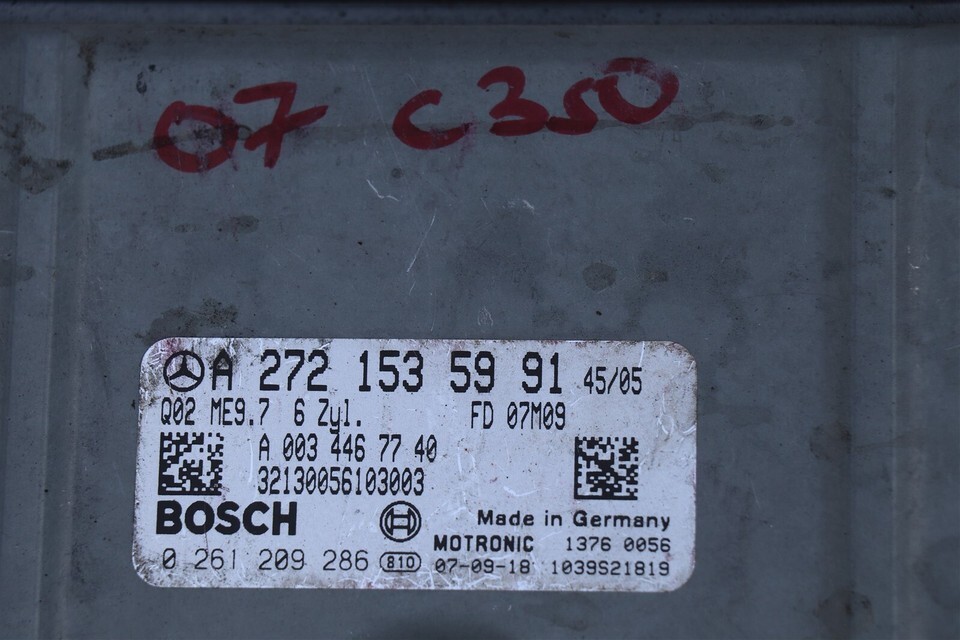 07 C350
A 272 153 59 91 45/05
Q02 ME9.7 6 Zyl. FD 07M09
A 003 446 77 40
32130056103003
BOSCH Made in Germany
MOTRONIC 1376 0056
0 261 209 286 810 07-09-18 1039S21819